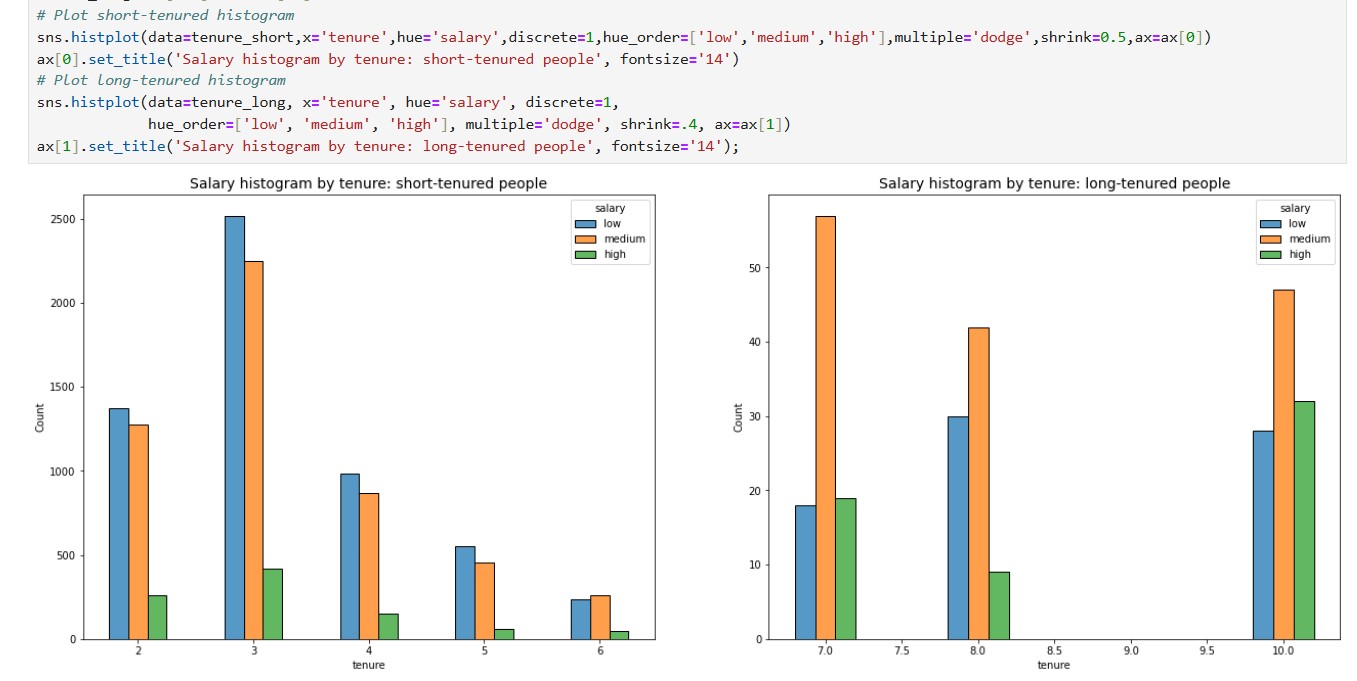 # Plot short-tenured histogram
sns.histplot(data=tenure_short,x='tenure',hue='salary',discrete=1,hue_order=['low','medium','high'],multiple='dodge',shrink=0.5,ax=ax[0])
ax[0].set_title('Salary histogram by tenure: short-tenured people', fontsize='14')
# Plot long-tenured histogram
sns.histplot(data=tenure_long, x='tenure', hue='salary', discrete=1,
hue_order=['low', 'medium', 'high'], multiple='dodge', shrink=.4, ax=ax[1])
ax[1].set_title('Salary histogram by tenure: long-tenured people', fontsize='14');
Salary histogram by tenure: short-tenured people
salary
low
medium
high
2500
2000
1500
1000
500
0
Count
2 3 4 5 6
tenure
Salary histogram by tenure: long-tenured people
salary
low
medium
high
50
40
30
20
10
0
Count
7.0 7.5 8.0 8.5 9.0 9.5 10.0
tenure